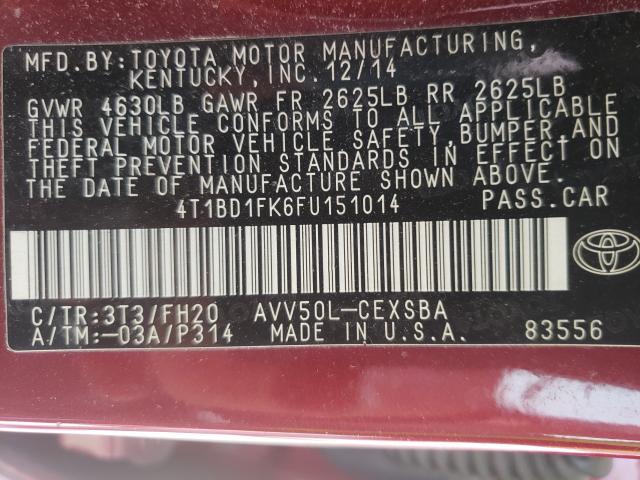 MFD.BY:TOYOTA MOTOR MANUFACTURING,
KENTUCKY,INC.12/14
GVWR 4630LB GAWR FR 2625LB RR 2625LB
THIS VEHICLE CONFORMS TO ALL APPLICABLE
FEDERAL MOTOR VEHICLE SAFETY,BUMPER,AND
THEFT PREVENTION STANDARDS IN EFFECT ON
THE DATE OF MANUFACTURE SHOWN ABOVE.
4T1BD1FK6FU151014 PASS.CAR
C/TR:3T3/FH20 AVV50L-CEXSBA
A/TM:-03A/P314 MADE IN U.S.A. 83556